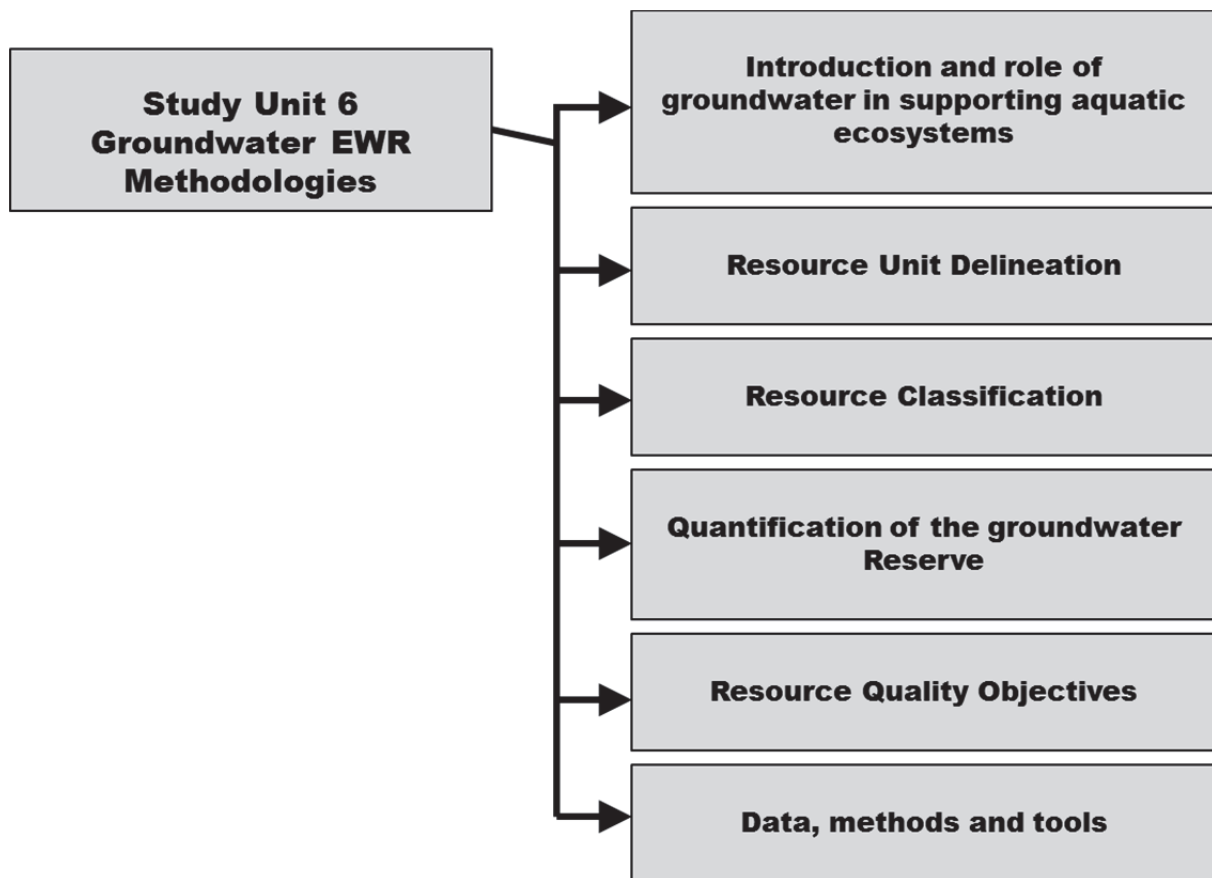 Study Unit 6
Groundwater EWR
Methodologies
Introduction and role of
groundwater in supporting aquatic
ecosystems
Resource Unit Delineation
Resource Classification
Quantification of the groundwater
Reserve
Resource Quality Objectives
Data, methods and tools